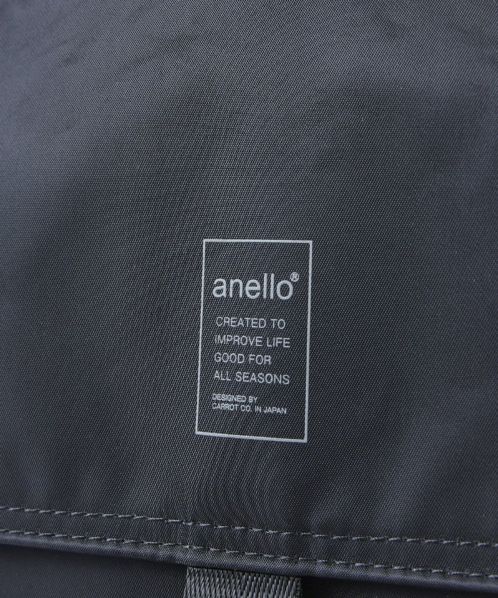 anello®
CREATED TO
IMPROVE LIFE
GOOD FOR
ALL SEASONS
DESIGNED BY
CARROT CO. IN JAPAN